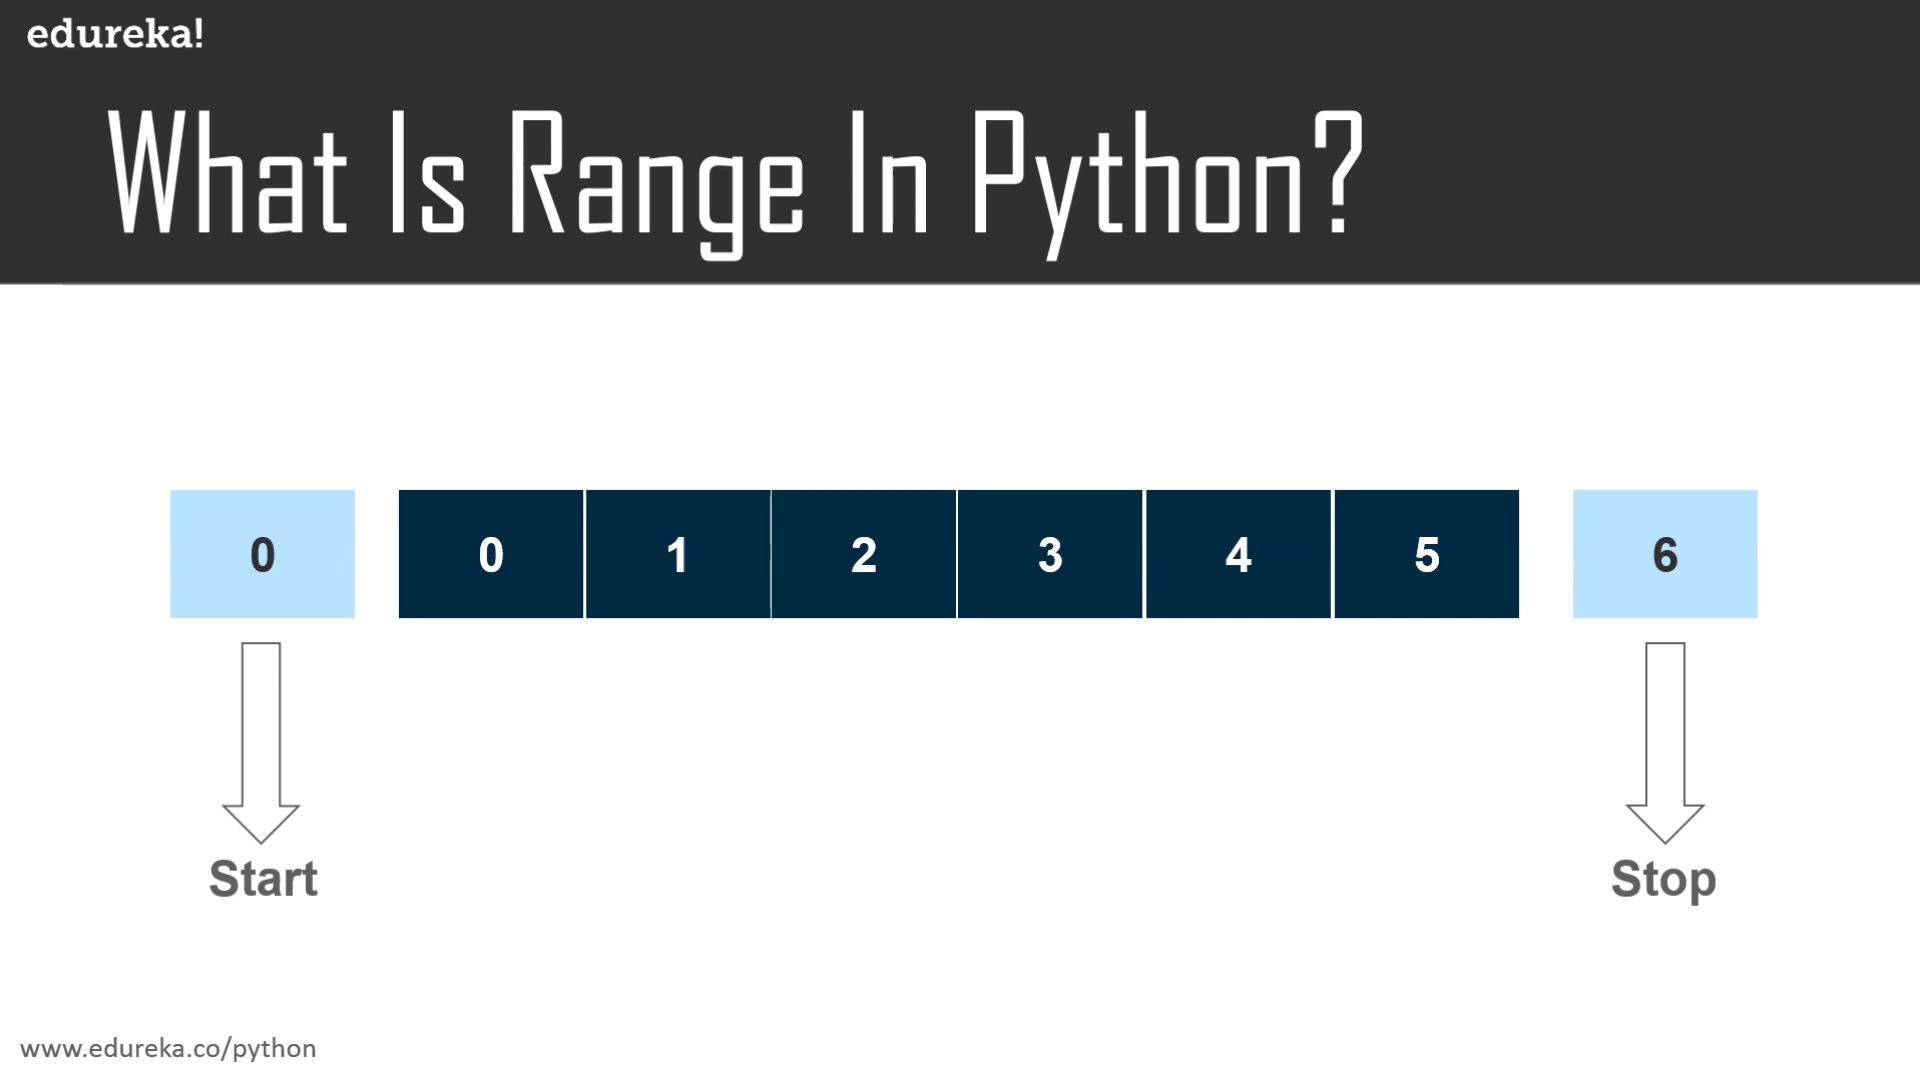 edureka!
What Is Range In Python?
0 0 1 2 3 4 5 6
Start Stop
www.edureka.co/python